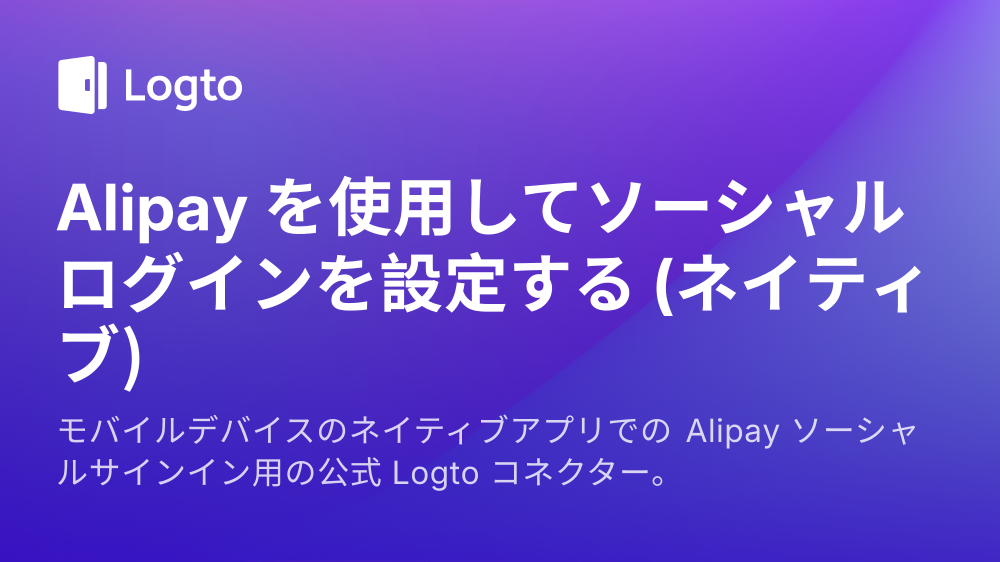 Logto
Alipay を使用してソーシャル
ログインを設定する (ネイティ
ブ)
モバイルデバイスのネイティブアプリでの Alipay ソーシャ
ルサインイン用の公式 Logto コネクター。